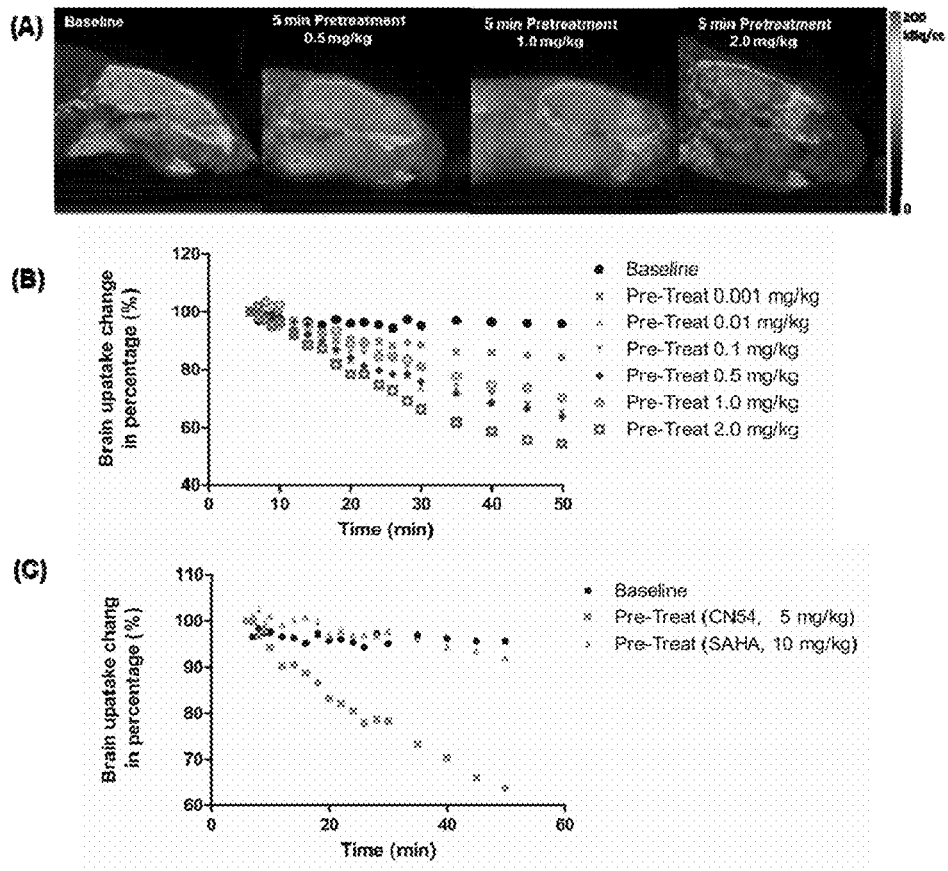 (A)
Baseline
5 min Pretreatment
0.5 mg/kg
5 min Pretreatment
1.0 mg/kg
5 min Pretreatment
2.0 mg/kg
200
kBq/cc
0
(B)
Brain upatake change
in percentage (%)
120
100
80
60
40
0
10
20
30
40
50
Time (min)
Baseline
Pre-Treat 0.001 mg/kg
Pre-Treat 0.01 mg/kg
Pre-Treat 0.1 mg/kg
Pre-Treat 0.5 mg/kg
Pre-Treat 1.0 mg/kg
Pre-Treat 2.0 mg/kg
(C)
Brain upatake chang
in percentage (%)
110
100
90
80
70
60
0
20
40
60
Time (min)
Baseline
Pre-Treat (CN54, 5 mg/kg)
Pre-Treat (SAHA, 10 mg/kg)